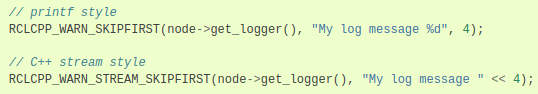 // printf style
RCLCPP_WARN_SKIPFIRST(node->get_logger(), "My log message %d", 4);
// C++ stream style
RCLCPP_WARN_STREAM_SKIPFIRST(node->get_logger(), "My log message " << 4);